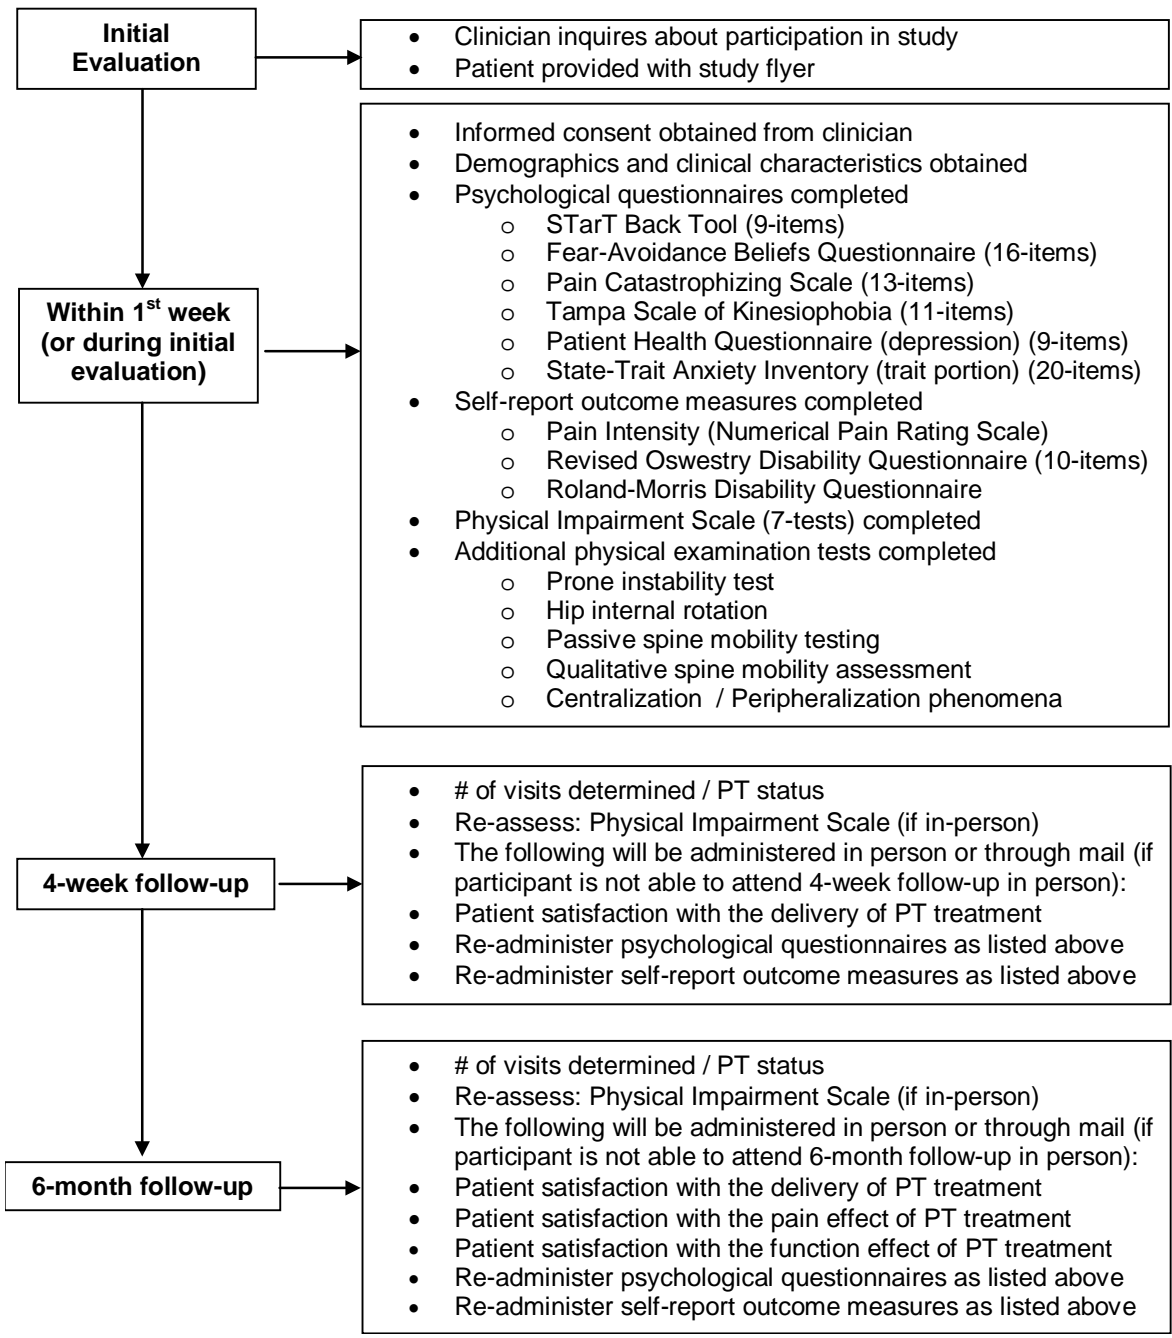 Initial
Evaluation
• Clinician inquires about participation in study
• Patient provided with study flyer
Within 1st week
(or during initial
evaluation)
• Informed consent obtained from clinician
• Demographics and clinical characteristics obtained
• Psychological questionnaires completed
o STarT Back Tool (9-items)
o Fear-Avoidance Beliefs Questionnaire (16-items)
o Pain Catastrophizing Scale (13-items)
o Tampa Scale of Kinesiophobia (11-items)
o Patient Health Questionnaire (depression) (9-items)
o State-Trait Anxiety Inventory (trait portion) (20-items)
• Self-report outcome measures completed
o Pain Intensity (Numerical Pain Rating Scale)
o Revised Oswestry Disability Questionnaire (10-items)
o Roland-Morris Disability Questionnaire
• Physical Impairment Scale (7-tests) completed
• Additional physical examination tests completed
o Prone instability test
o Hip internal rotation
o Passive spine mobility testing
o Qualitative spine mobility assessment
o Centralization / Peripheralization phenomena
4-week follow-up
• # of visits determined / PT status
• Re-assess: Physical Impairment Scale (if in-person)
• The following will be administered in person or through mail (if
participant is not able to attend 4-week follow-up in person):
• Patient satisfaction with the delivery of PT treatment
• Re-administer psychological questionnaires as listed above
• Re-administer self-report outcome measures as listed above
6-month follow-up
• # of visits determined / PT status
• Re-assess: Physical Impairment Scale (if in-person)
• The following will be administered in person or through mail (if
participant is not able to attend 6-month follow-up in person):
• Patient satisfaction with the delivery of PT treatment
• Patient satisfaction with the pain effect of PT treatment
• Patient satisfaction with the function effect of PT treatment
• Re-administer psychological questionnaires as listed above
• Re-administer self-report outcome measures as listed above